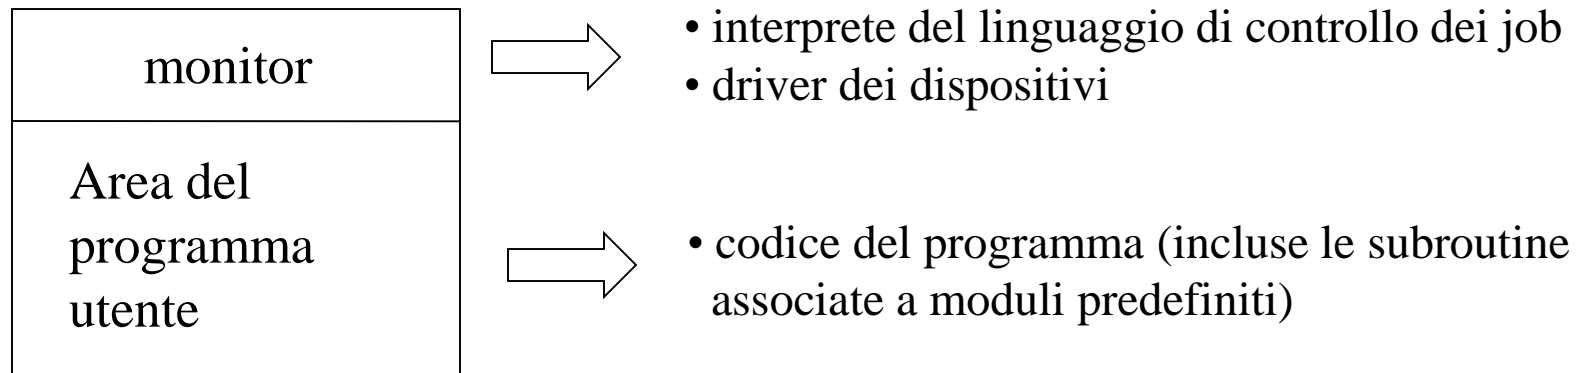 monitor
• interprete del linguaggio di controllo dei job
• driver dei dispositivi
Area del
programma
utente
• codice del programma (incluse le subroutine
associate a moduli predefiniti)